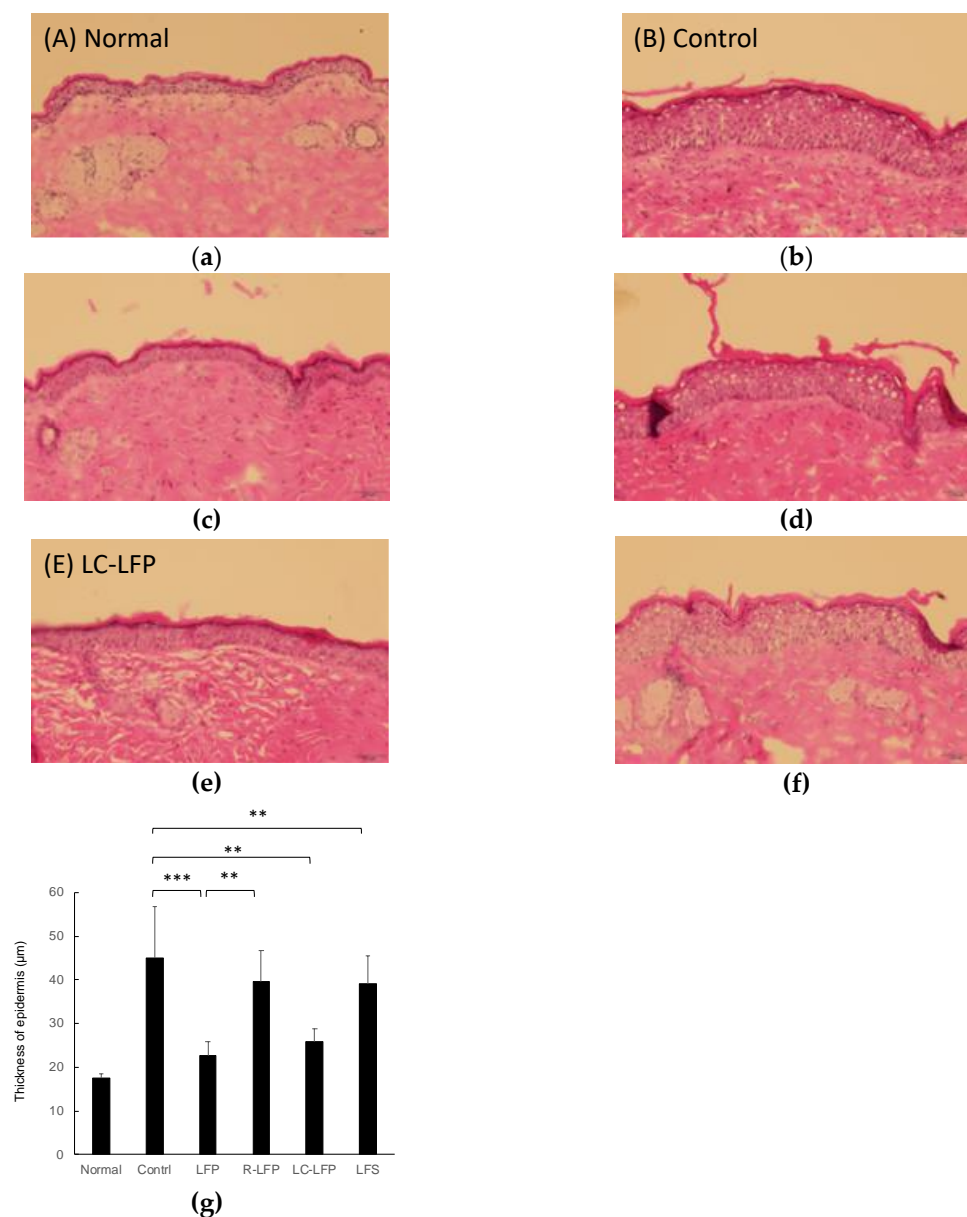 (A) Normal
(B) Control
(a)
(b)
(c)
(d)
(E) LC-LFP
(e)
(f)
**
**
***
**
60
50
40
30
20
10
0
Thickness of epidermis (μm)
Normal Contrl LFP R-LFP LC-LFP LFS
(g)